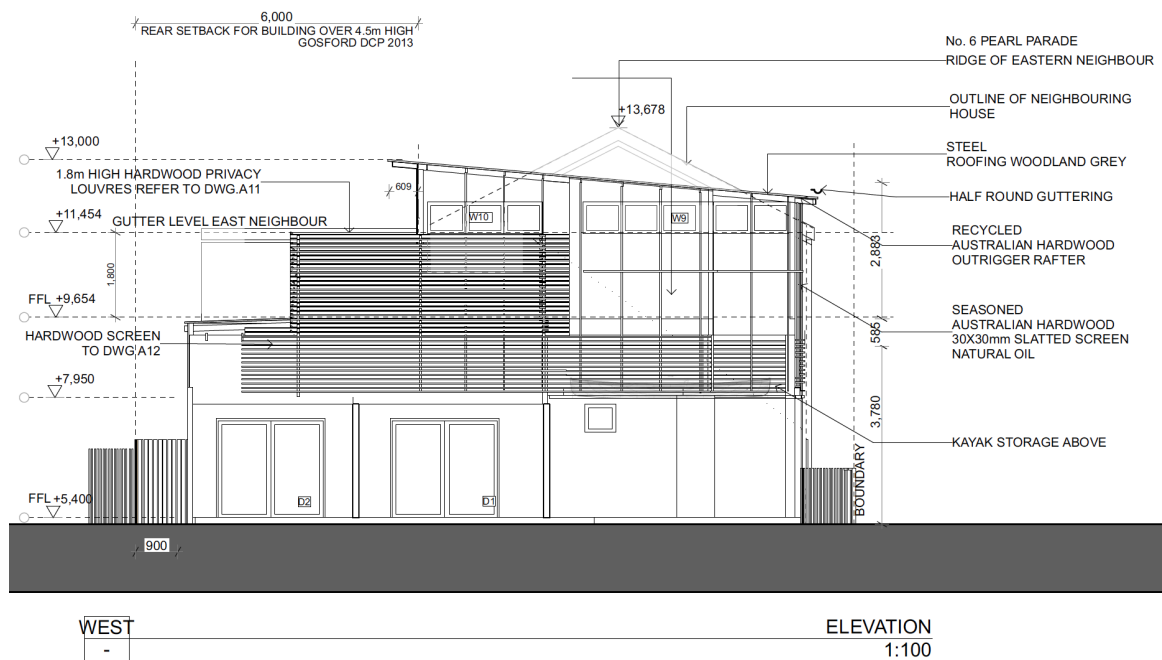 6,000
REAR SETBACK FOR BUILDING OVER 4.5m HIGH
GOSFORD DCP 2013
No. 6 PEARL PARADE
RIDGE OF EASTERN NEIGHBOUR
OUTLINE OF NEIGHBOURING
HOUSE
+13,678
+13,000
STEEL
ROOFING WOODLAND GREY
1.8m HIGH HARDWOOD PRIVACY
LOUVRES REFER TO DWG.A11
609
HALF ROUND GUTTERING
+11,454
GUTTER LEVEL EAST NEIGHBOUR
W10
W9
RECYCLED
AUSTRALIAN HARDWOOD
OUTRIGGER RAFTER
2,883
1,800
FFL +9,654
SEASONED
AUSTRALIAN HARDWOOD
30X30mm SLATTED SCREEN
NATURAL OIL
585
HARDWOOD SCREEN
TO DWG A12
+7,950
3,780
KAYAK STORAGE ABOVE
BOUNDARY
FFL +5,400
D2
D1
900
WEST
-
ELEVATION
1:100